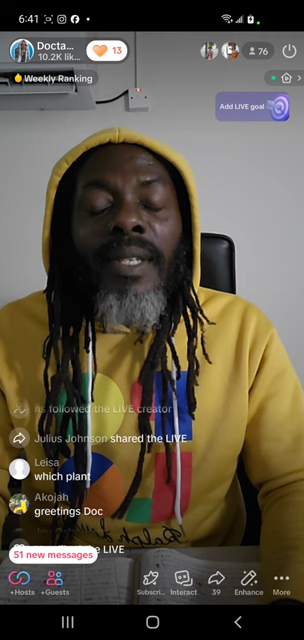 6:41
Docta...
10.2K lik...
13
76
Weekly Ranking
Add LIVE goal
followed the LIVE creator
Julius Johnson shared the LIVE
Leisa
which plant
Akojah
greetings Doc
51 new messages
the LIVE
+Hosts
+Guests
Subscri...
Interact
39
Enhance
More